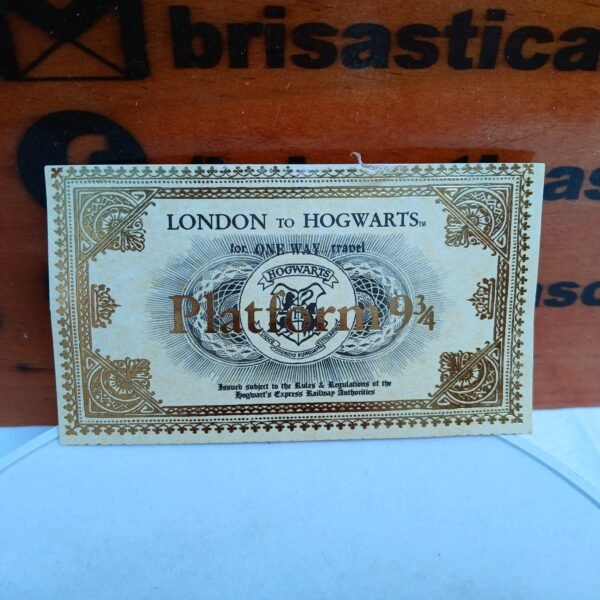 brisastica
LONDON TO HOGWARTS™
for ONE WAY travel
HOGWARTS
Platform 9¾
Issued subject to the Rules & Regulations of the
Hogwart's Express Railway Authorities